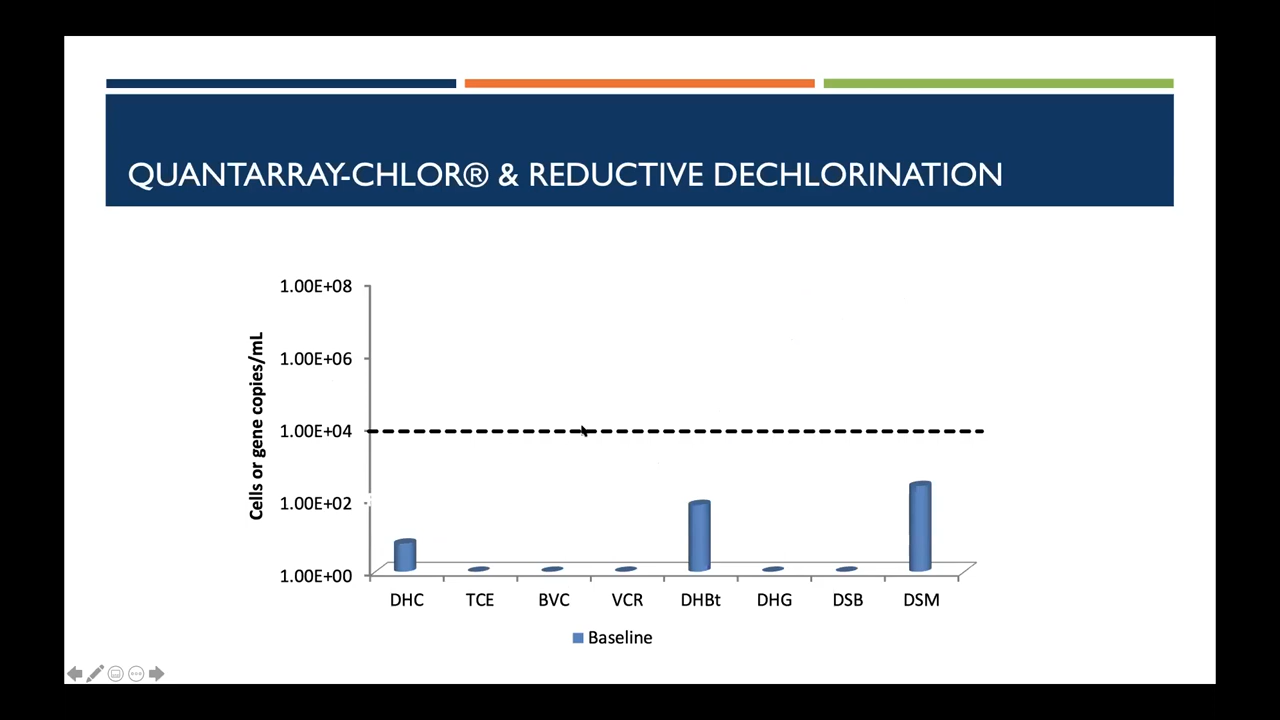 QUANTARRAY-CHLOR® & REDUCTIVE DECHLORINATION
1.00E+08
1.00E+06
1.00E+04
1.00E+02
1.00E+00
Cells or gene copies/mL
DHC TCE BVC VCR DHBt DHG DSB DSM
Baseline